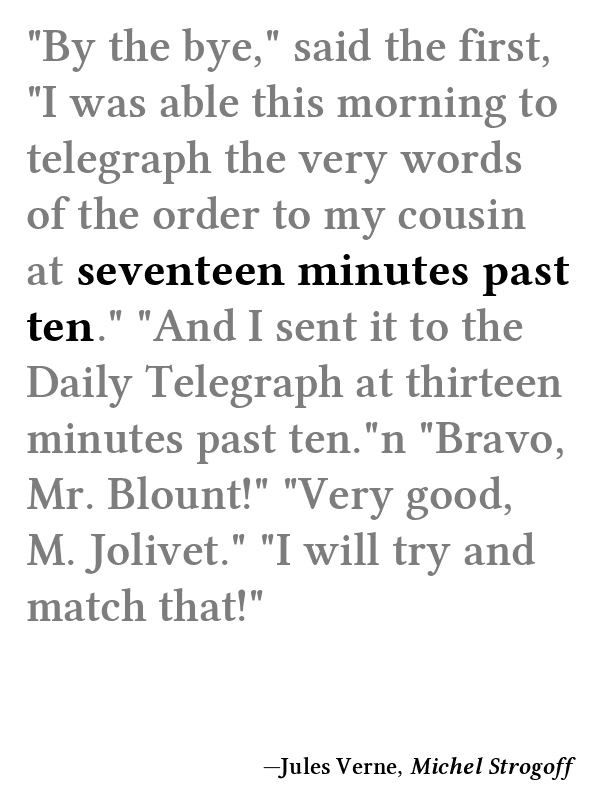 "By the bye," said the first,
"I was able this morning to
telegraph the very words
of the order to my cousin
at seventeen minutes past
ten." "And I sent it to the
Daily Telegraph at thirteen
minutes past ten."n "Bravo,
Mr. Blount!" "Very good,
M. Jolivet." "I will try and
match that!"
—Jules Verne, Michel Strogoff